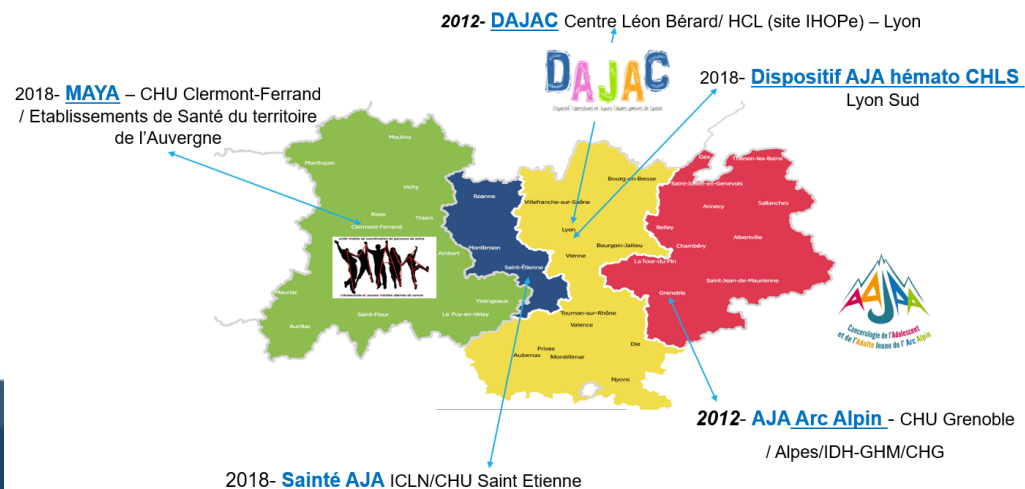 2012- DAJAC Centre Léon Bérard/ HCL (site IHOPe) – Lyon
DAJAC
2018- MAYA – CHU Clermont-Ferrand
/ Etablissements de Santé du territoire
de l’Auvergne
2018- Dispositif AJA hémato CHLS
Lyon Sud
Moulins
Montluçon
Vichy
Riom
Thiers
Clermont-Ferrand
Ambert
Mauriac
Aurillac
Saint-Flour
Le Puy-en-Velay
Yssingeaux
Roanne
Montbrison
Saint-Étienne
Bourg-en-Bresse
Villefranche-sur-Saône
Lyon
Bourgoin-Jallieu
Vienne
Tournon-sur-Rhône
Valence
Privas
Aubenas
Montélimar
Die
Nyons
Gex
Thonon-les-Bains
Saint-Julien-en-Genevois
Annecy
Sallanches
Belley
Chambéry
Albertville
La Tour-du-Pin
Saint-Jean-de-Maurienne
Grenoble
AAJAA
Cancérologie de l'Adolescent
et de l'Adulte Jeune de l'Arc Alpin
2012- AJA Arc Alpin - CHU Grenoble
/ Alpes/IDH-GHM/CHG
2018- Sainté AJA ICLN/CHU Saint Etienne